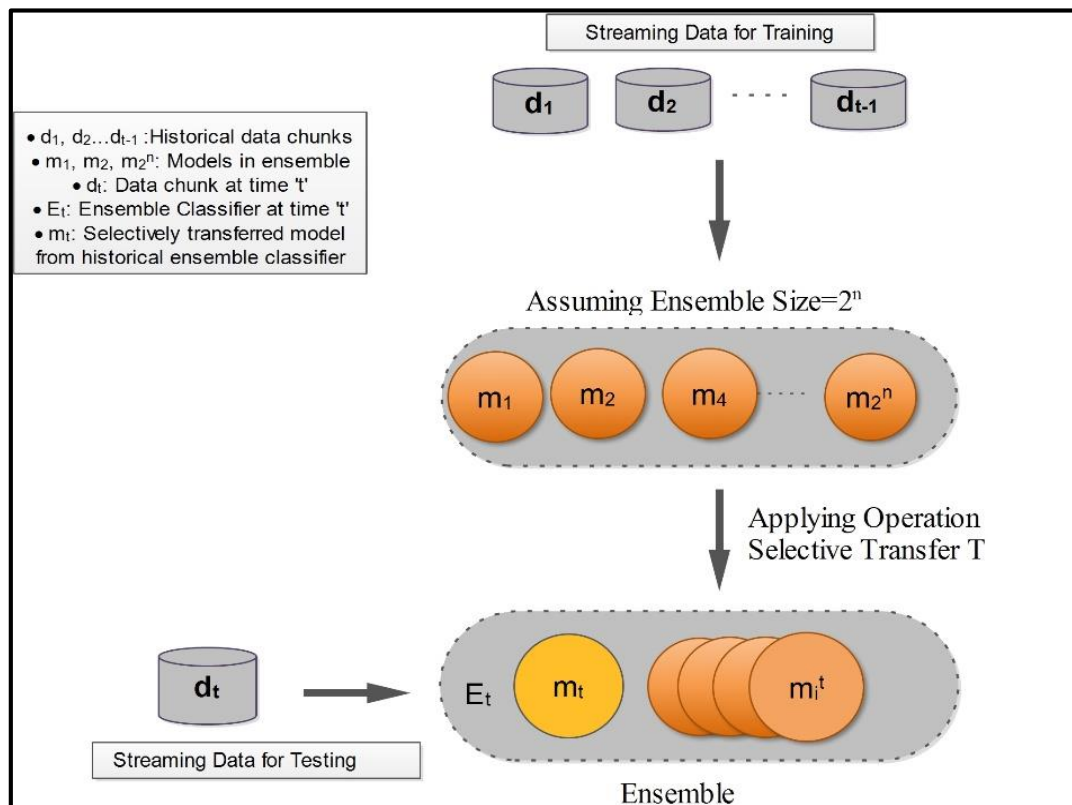 Streaming Data for Training
d₁ d₂ dₜ₋₁
• d₁, d₂...dₜ₋₁ :Historical data chunks
• m₁, m₂, m₂ⁿ: Models in ensemble
• dₜ: Data chunk at time 't'
• Eₜ: Ensemble Classifier at time 't'
• mₜ: Selectively transferred model
from historical ensemble classifier
Assuming Ensemble Size=2ⁿ
m₁ m₂ m₄ m₂ⁿ
Applying Operation
Selective Transfer T
dₜ Eₜ mₜ mᵢᵗ
Streaming Data for Testing
Ensemble